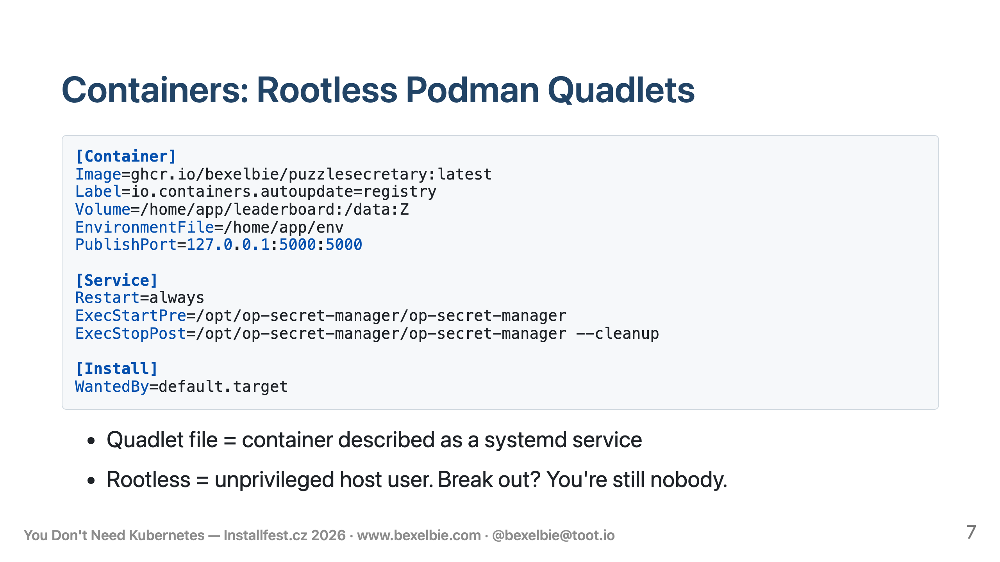 Containers: Rootless Podman Quadlets
[Container]
Image=ghcr.io/bexelbie/puzzlesecretary:latest
Label=io.containers.autoupdate=registry
Volume=/home/app/leaderboard:/data:Z
EnvironmentFile=/home/app/env
PublishPort=127.0.0.1:5000:5000
[Service]
Restart=always
ExecStartPre=/opt/op-secret-manager/op-secret-manager
ExecStopPost=/opt/op-secret-manager/op-secret-manager --cleanup
[Install]
WantedBy=default.target
• Quadlet file = container described as a systemd service
• Rootless = unprivileged host user. Break out? You're still nobody.
You Don't Need Kubernetes — Installfest.cz 2026 · www.bexelbie.com · @bexelbie@toot.io
7